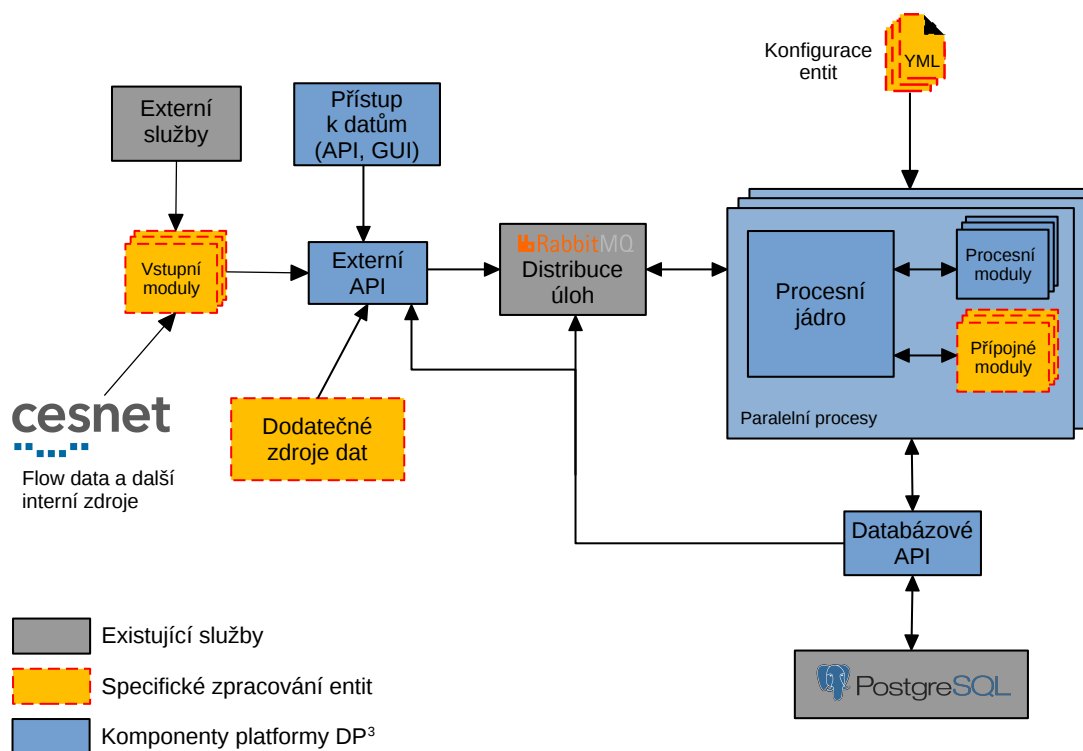 Konfigurace
entit
YML
Externí
služby
Přístup
k datům
(API, GUI)
Vstupní
moduly
Externí
API
RabbitMQ
Distribuce
úloh
Procesní
jádro
Procesní
moduly
Přípojné
moduly
Paralelní procesy
cesnet
Flow data a další
interní zdroje
Dodatečné
zdroje dat
Databázové
API
PostgreSQL
Existující služby
Specifické zpracování entit
Komponenty platformy DP³